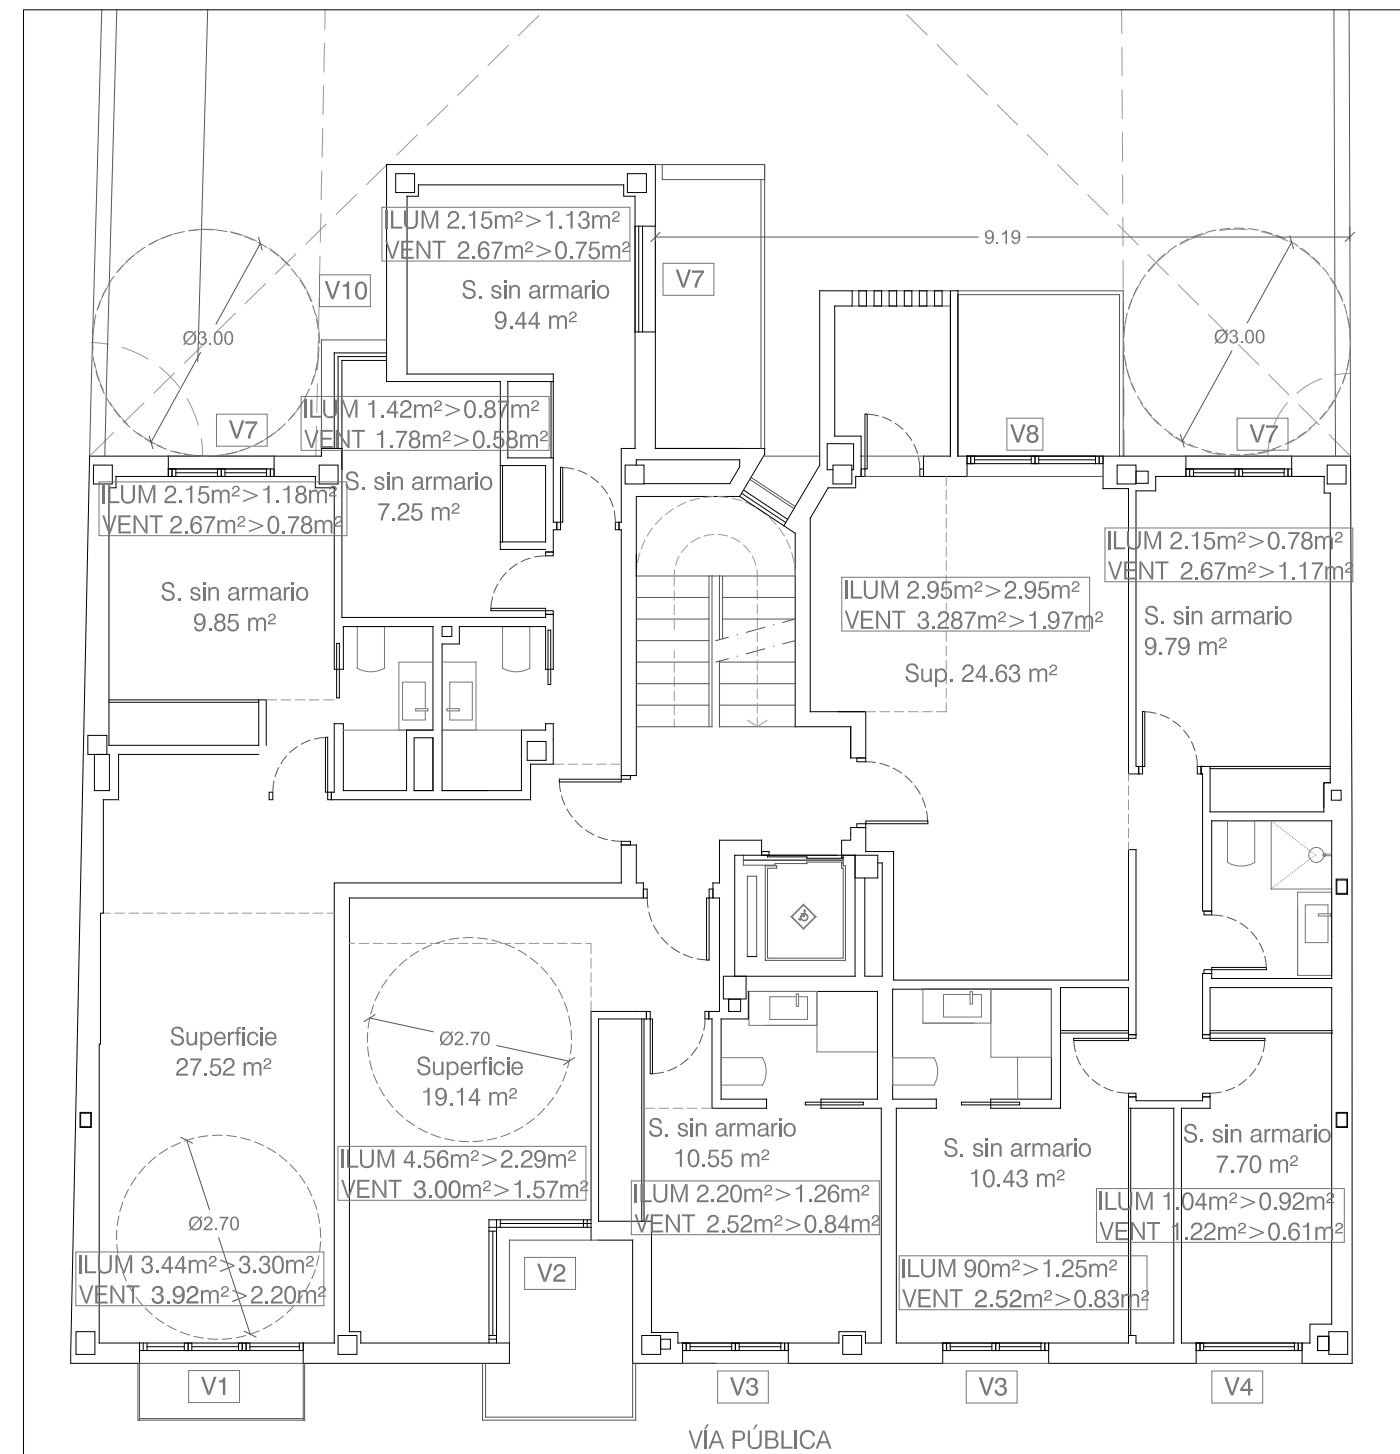 ILUM 2.15m²>1.13m²
VENT 2.67m²>0.75m²
S. sin armario
9.44 m²
V10
V7
9.19
Ø3.00
Ø3.00
V7
ILUM 1.42m²>0.87m²
VENT 1.78m²>0.58m²
S. sin armario
7.25 m²
V8
V7
ILUM 2.15m²>1.18m²
VENT 2.67m²>0.78m²
S. sin armario
9.85 m²
ILUM 2.95m²>2.95m²
VENT 3.287m²>1.97m²
Sup. 24.63 m²
ILUM 2.15m²>0.78m²
VENT 2.67m²>1.17m²
S. sin armario
9.79 m²
Superficie
27.52 m²
Ø2.70
Superficie
19.14 m²
ILUM 4.56m²>2.29m²
VENT 3.00m²>1.57m²
S. sin armario
10.55 m²
ILUM 2.20m²>1.26m²
VENT 2.52m²>0.84m²
S. sin armario
10.43 m²
ILUM 90m²>1.25m²
VENT 2.52m²>0.83m²
S. sin armario
7.70 m²
ILUM 1.04m²>0.92m²
VENT 1.22m²>0.61m²
Ø2.70
ILUM 3.44m²>3.30m²
VENT 3.92m²>2.20m²
V1
V2
V3
V3
V4
VÍA PÚBLICA